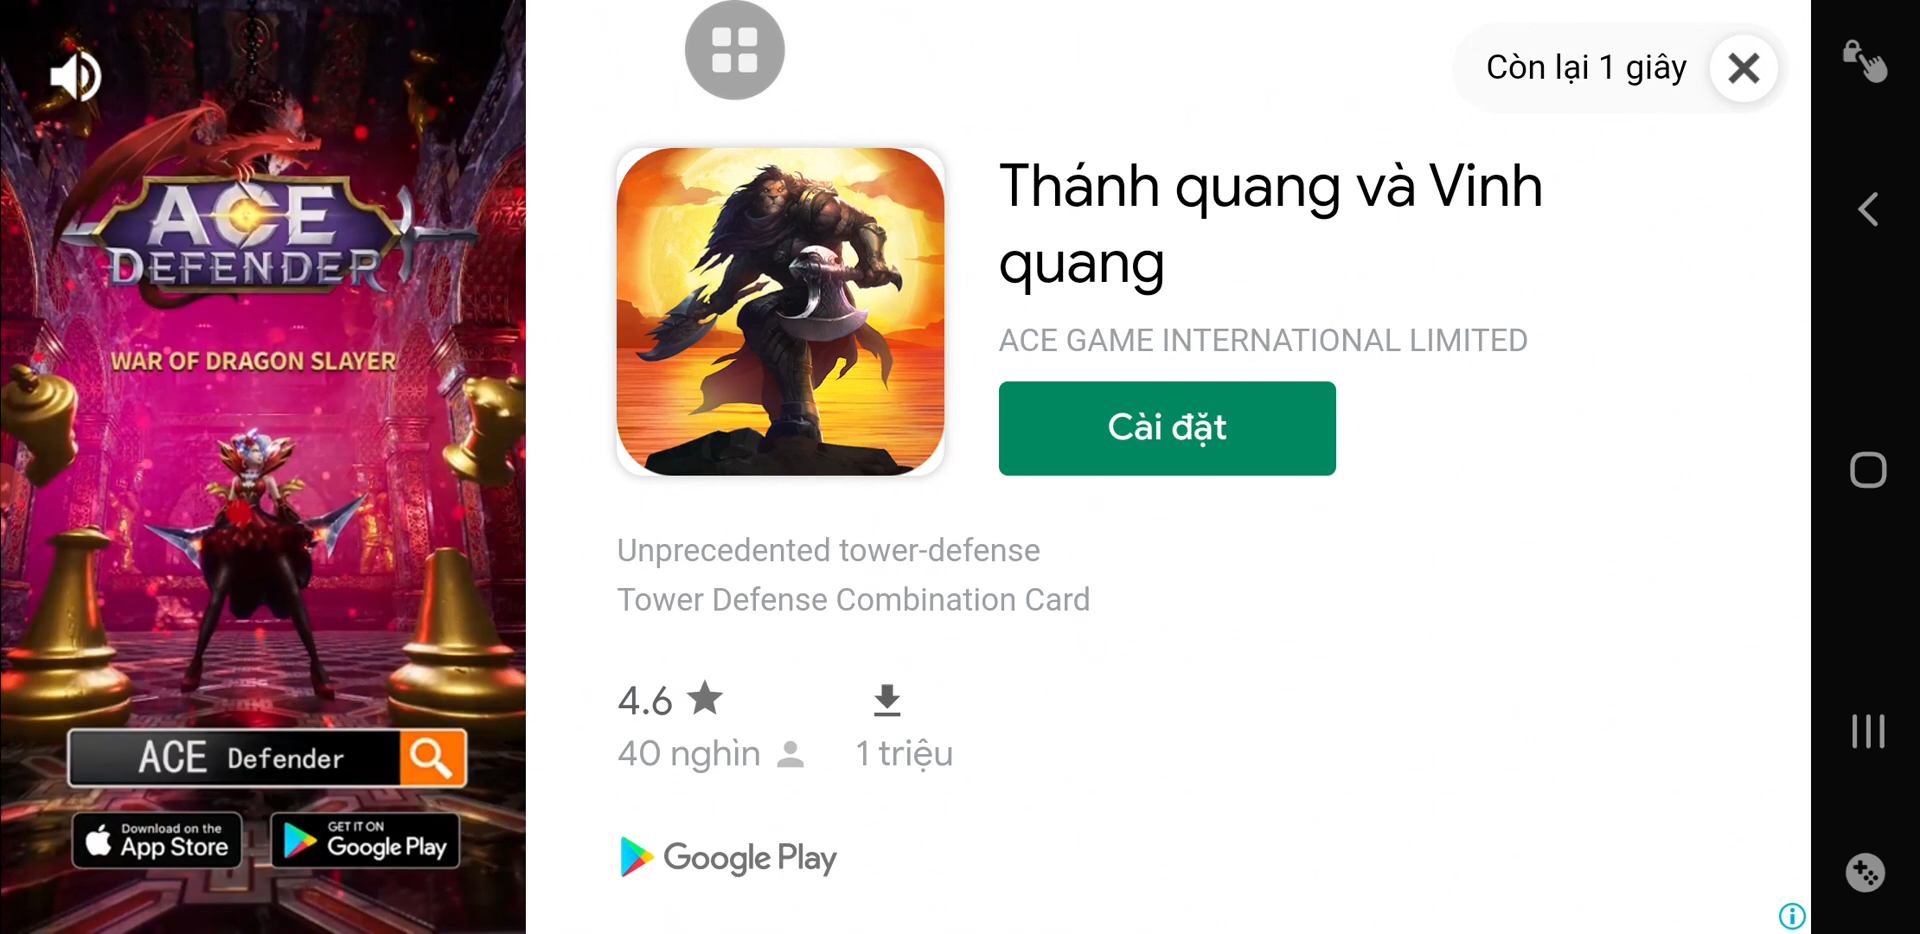 ACE
DEFENDER
WAR OF DRAGON SLAYER
ACE Defender
Download on the
App Store
GET IT ON
Google Play
Còn lại 1 giây
Thánh quang và Vinh
quang
ACE GAME INTERNATIONAL LIMITED
Cài đặt
Unprecedented tower-defense
Tower Defense Combination Card
4.6
40 nghìn
1 triệu
Google Play